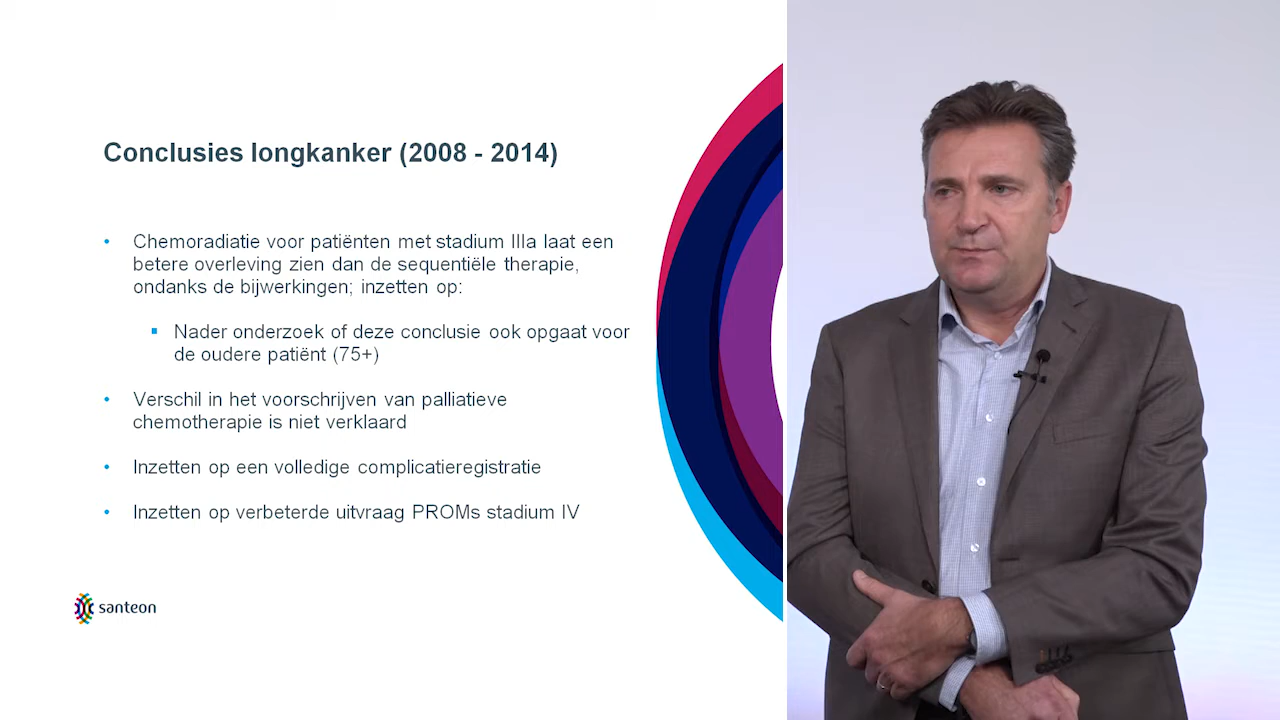 Conclusies longkanker (2008 - 2014)
• Chemoradiatie voor patiënten met stadium IIIa laat een
betere overleving zien dan de sequentiële therapie,
ondanks de bijwerkingen; inzetten op:
▪ Nader onderzoek of deze conclusie ook opgaat voor
de oudere patiënt (75+)
• Verschil in het voorschrijven van palliatieve
chemotherapie is niet verklaard
• Inzetten op een volledige complicatieregistratie
• Inzetten op verbeterde uitvraag PROMs stadium IV
santeon